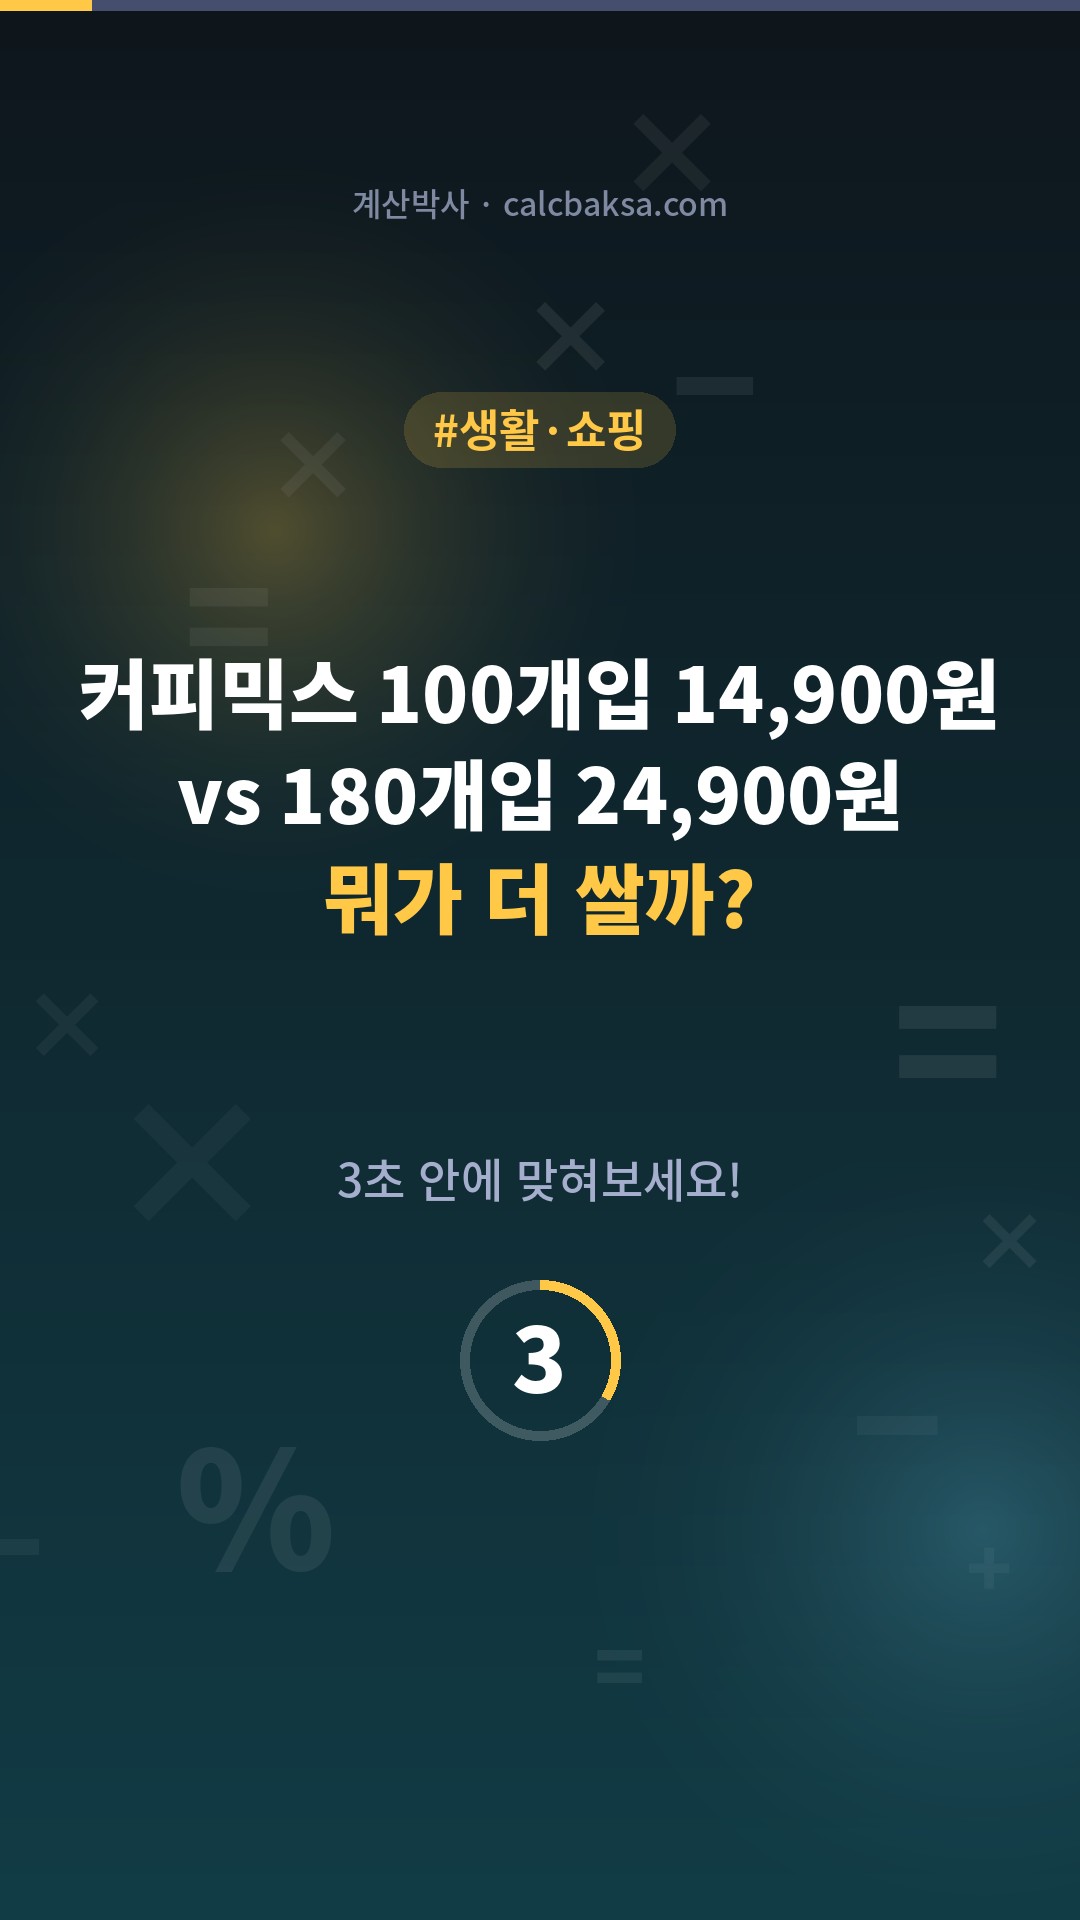 계산박사 · calcbaksa.com
#생활·쇼핑
커피믹스 100개입 14,900원
vs 180개입 24,900원
뭐가 더 쌀까?
3초 안에 맞혀보세요!
3